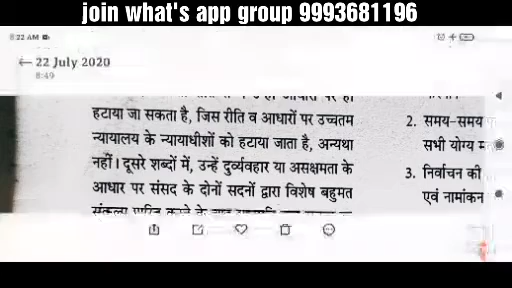 join what's app group 9993681196
8:22 AM
22 July 2020
8:49
हटाया जा सकता है, जिस रीति व आधारों पर उच्चतम
न्यायालय के न्यायाधीशों को हटाया जाता है, अन्यथा
नहीं। दूसरे शब्दों में, उन्हें दुर्व्यवहार या असक्षमता के
आधार पर संसद के दोनों सदनों द्वारा विशेष बहुमत
2. समय-समय
सभी योग्य
3. निर्वाचन की
एवं नामांकन